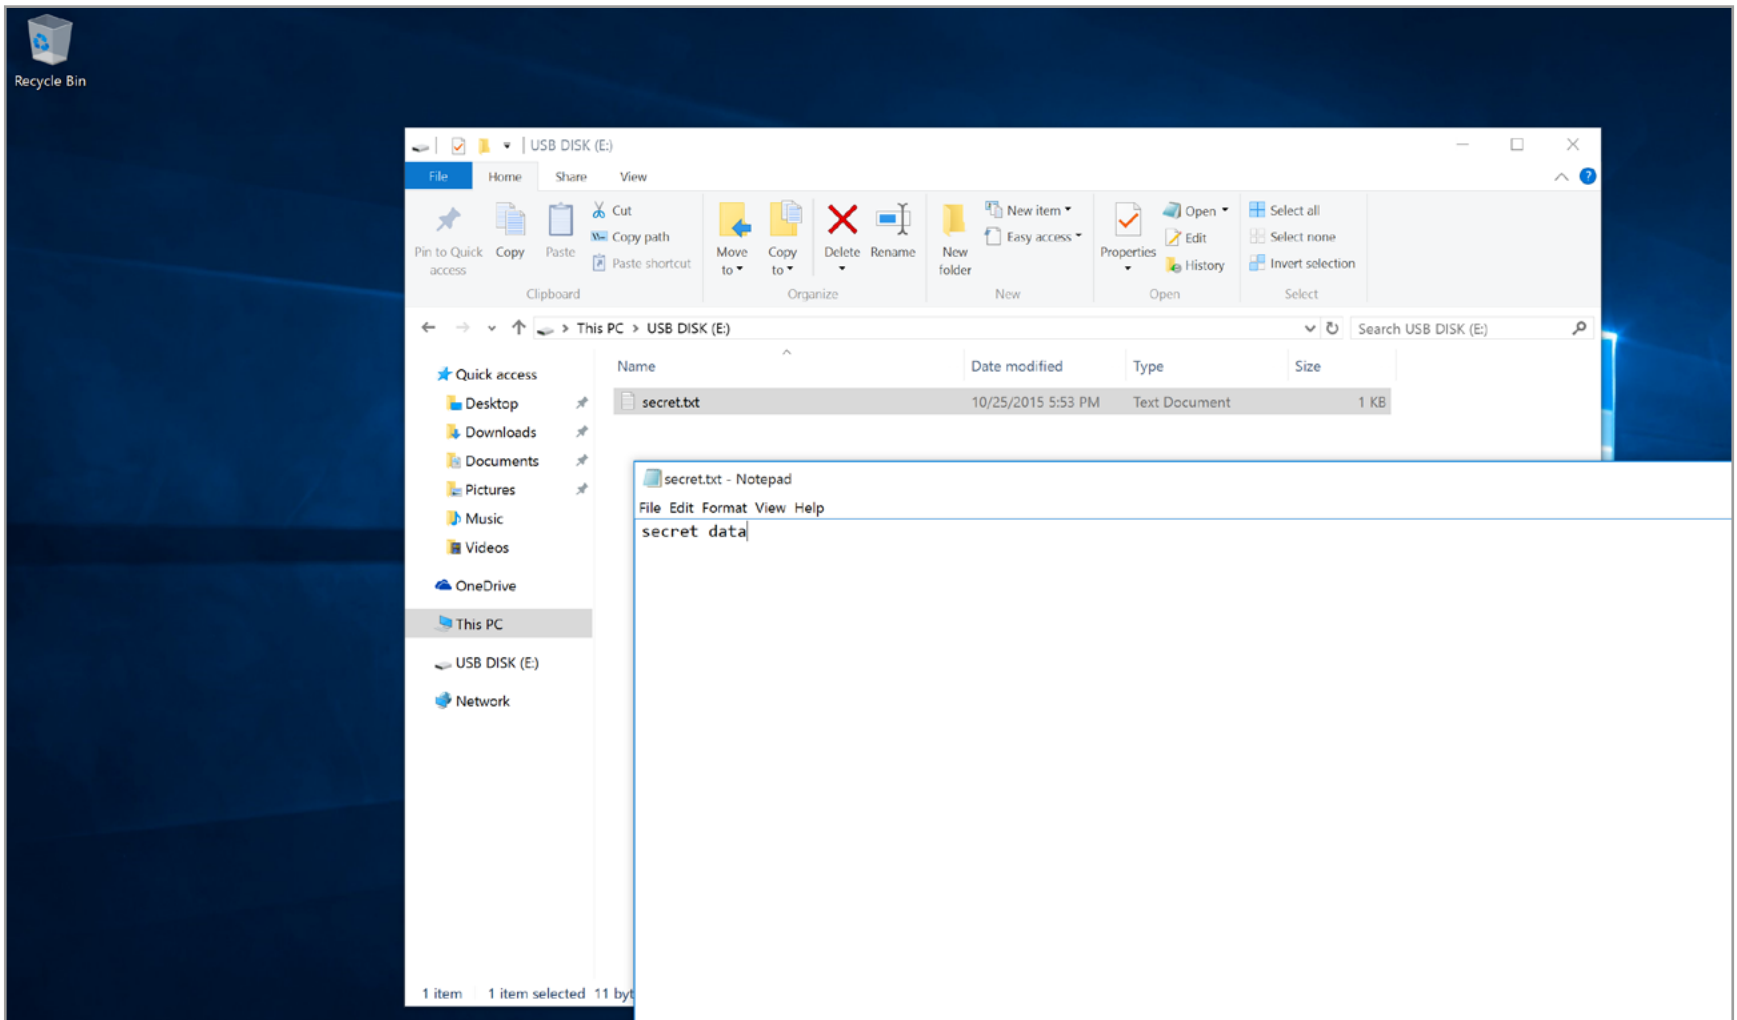 Recycle Bin
USB DISK (E:)
File Home Share View
Pin to Quick access
Copy
Paste
Cut
Copy path
Paste shortcut
Clipboard
Move to
Copy to
Delete
Rename
Organize
New folder
New item
Easy access
New
Properties
Open
Edit
History
Open
Select all
Select none
Invert selection
Select
This PC > USB DISK (E:)
Search USB DISK (E:)
Name Date modified Type Size
secret.txt 10/25/2015 5:53 PM Text Document 1 KB
Quick access
Desktop
Downloads
Documents
Pictures
Music
Videos
OneDrive
This PC
USB DISK (E:)
Network
secret.txt - Notepad
File Edit Format View Help
secret data
1 item 1 item selected 11 byt